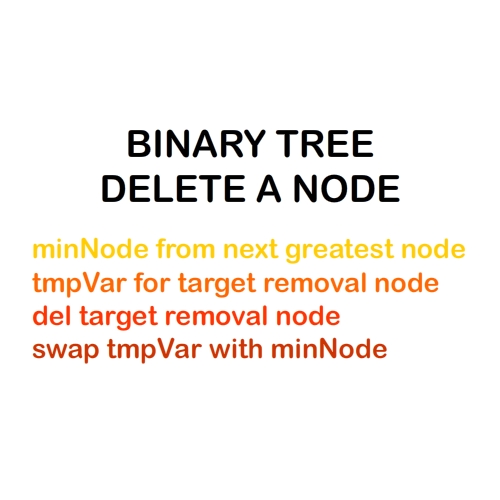 BINARY TREE
DELETE A NODE
minNode from next greatest node
tmpVar for target removal node
del target removal node
swap tmpVar with minNode